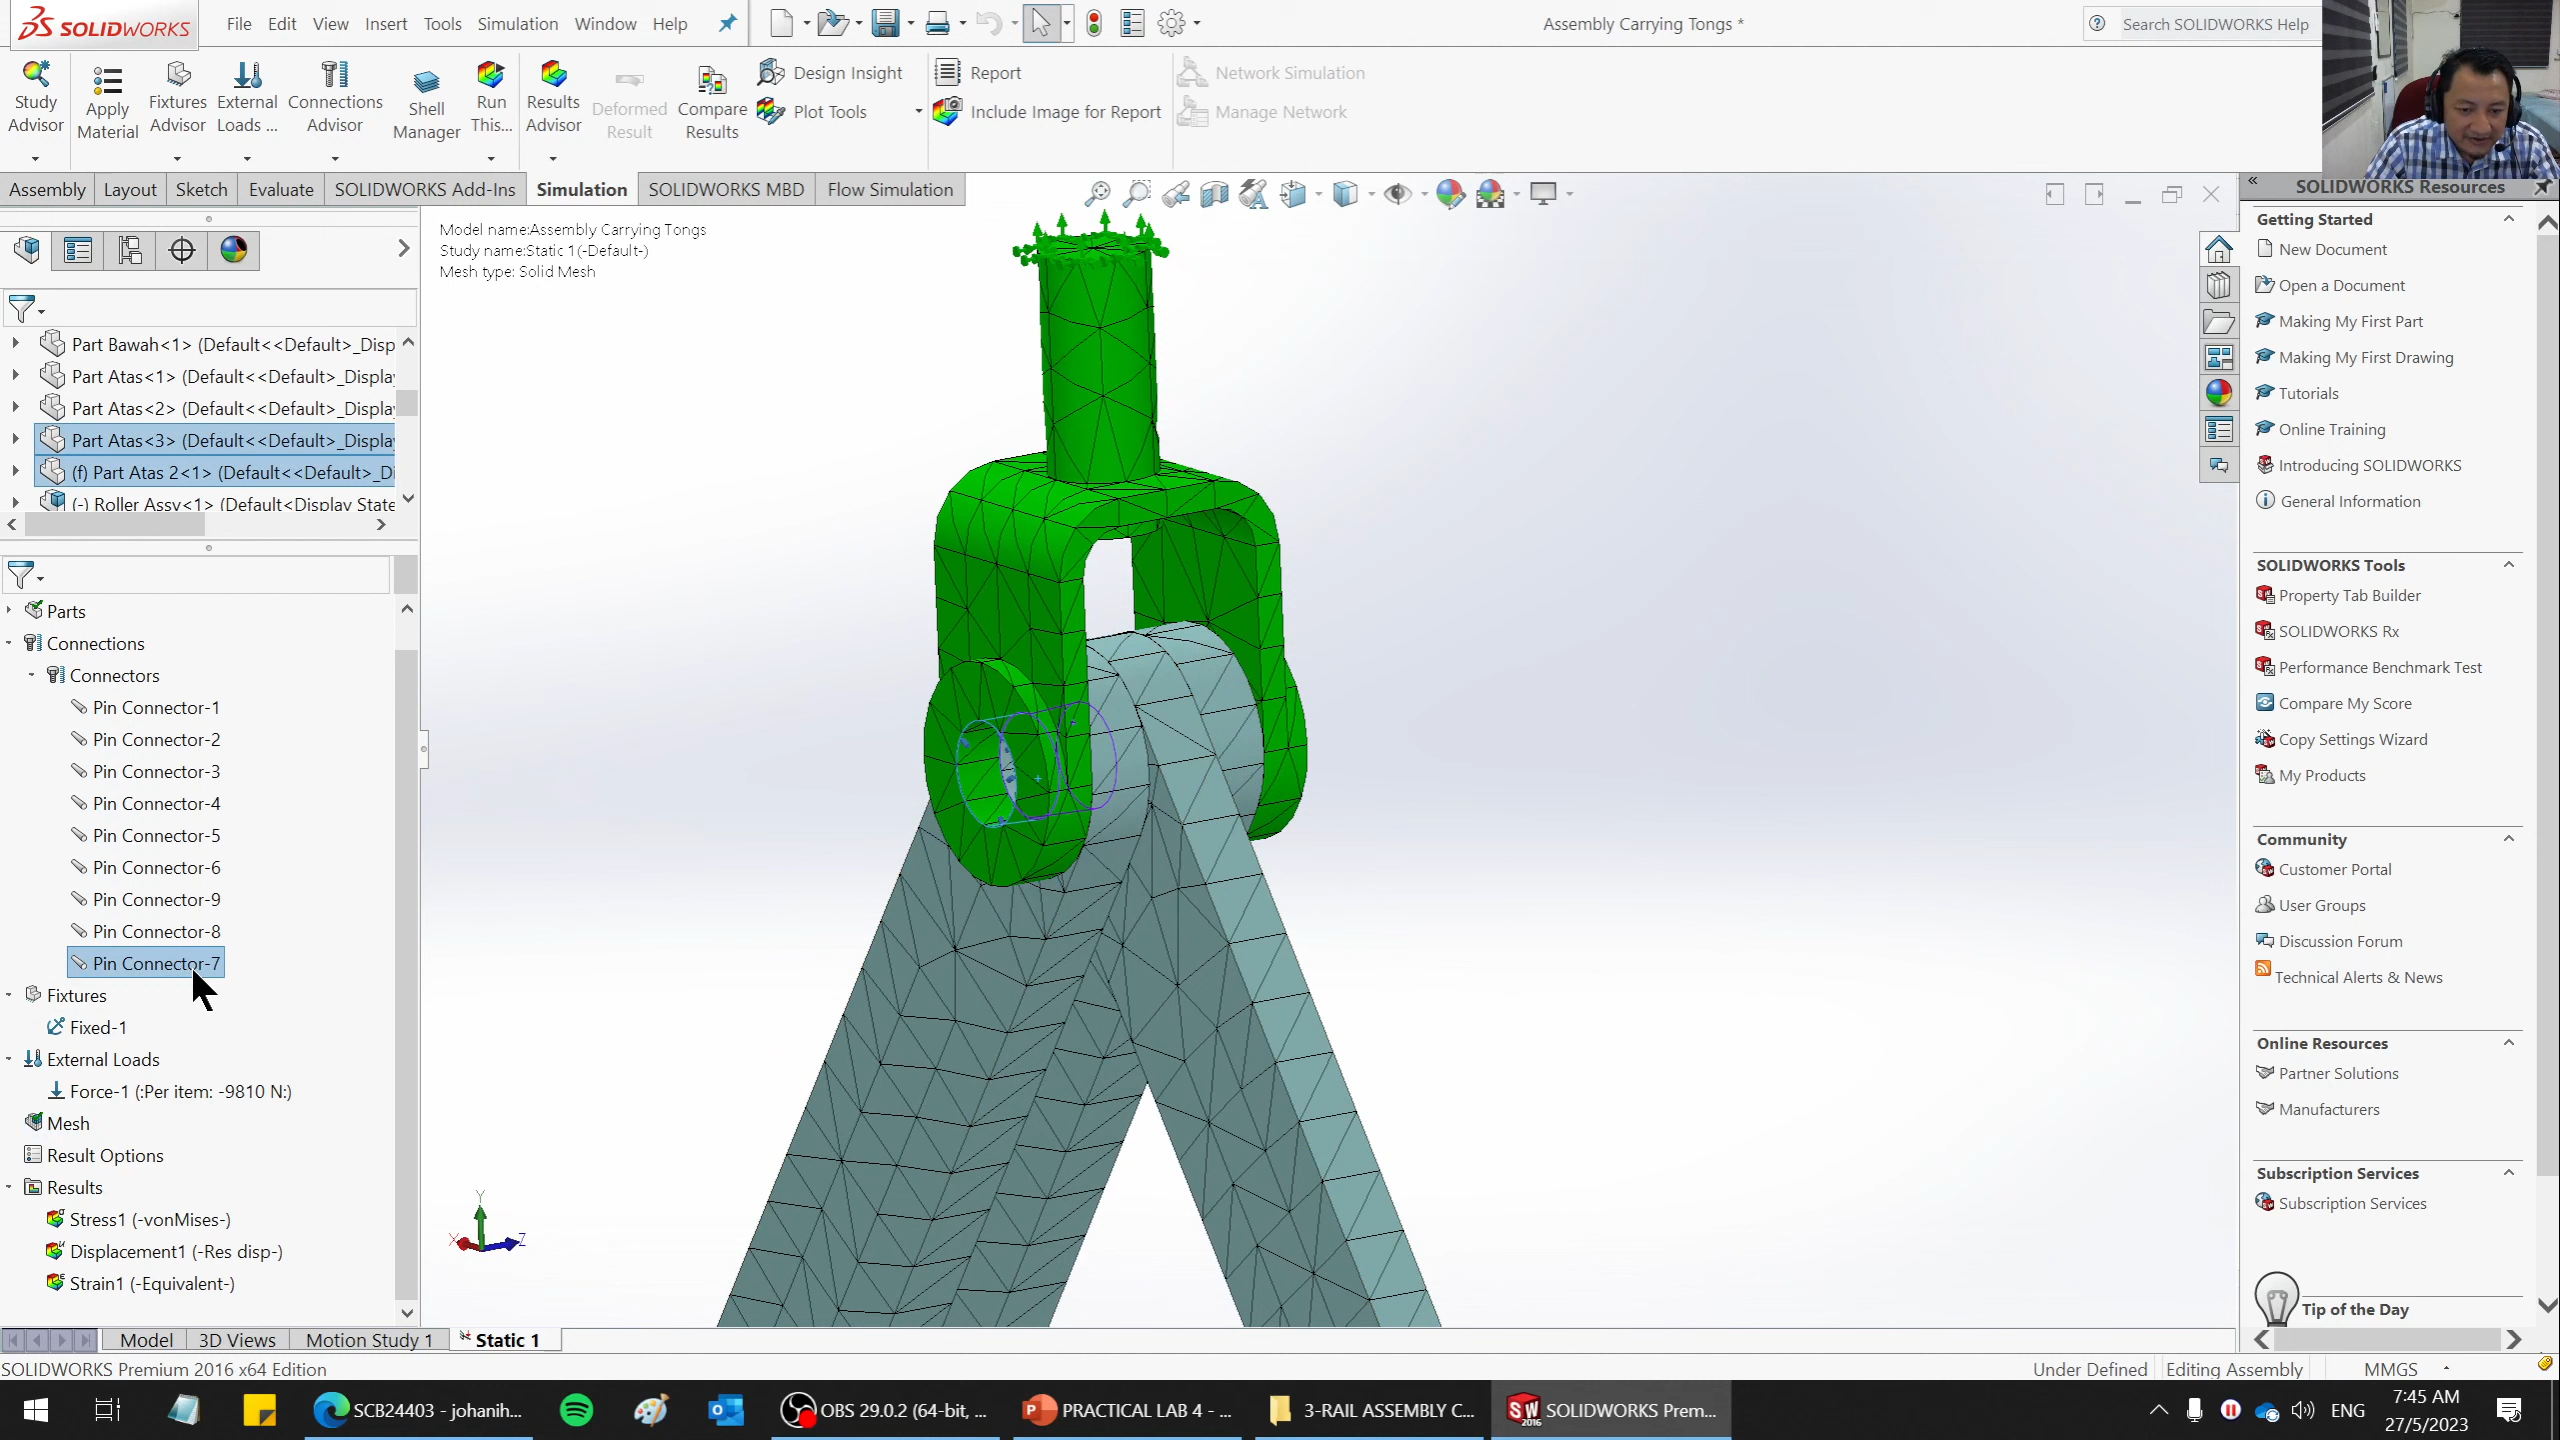 SOLIDWORKS
File Edit View Insert Tools Simulation Window Help
Assembly Carrying Tongs *
Search SOLIDWORKS Help
Study Advisor
Apply Material
Fixtures Advisor
External Loads ...
Connections Advisor
Shell Manager
Run This...
Results Advisor
Deformed Result
Compare Results
Design Insight
Plot Tools
Report
Include Image for Report
Network Simulation
Manage Network
Assembly Layout Sketch Evaluate SOLIDWORKS Add-Ins Simulation SOLIDWORKS MBD Flow Simulation
Model name:Assembly Carrying Tongs
Study name:Static 1(-Default-)
Mesh type: Solid Mesh
Part Bawah<1> (Default<<Default>_Disp
Part Atas<1> (Default<<Default>_Displa
Part Atas<2> (Default<<Default>_Displa
Part Atas<3> (Default<<Default>_Displa
(f) Part Atas 2<1> (Default<<Default>_Di
(-) Roller Assy<1> (Default<Display State
Parts
Connections
Connectors
Pin Connector-1
Pin Connector-2
Pin Connector-3
Pin Connector-4
Pin Connector-5
Pin Connector-6
Pin Connector-9
Pin Connector-8
Pin Connector-7
Fixtures
Fixed-1
External Loads
Force-1 (:Per item: -9810 N:)
Mesh
Result Options
Results
Stress1 (-vonMises-)
Displacement1 (-Res disp-)
Strain1 (-Equivalent-)
Y
X
Z
SOLIDWORKS Resources
Getting Started
New Document
Open a Document
Making My First Part
Making My First Drawing
Tutorials
Online Training
Introducing SOLIDWORKS
General Information
SOLIDWORKS Tools
Property Tab Builder
SOLIDWORKS Rx
Performance Benchmark Test
Compare My Score
Copy Settings Wizard
My Products
Community
Customer Portal
User Groups
Discussion Forum
Technical Alerts & News
Online Resources
Partner Solutions
Manufacturers
Subscription Services
Subscription Services
Tip of the Day
Model 3D Views Motion Study 1 Static 1
SOLIDWORKS Premium 2016 x64 Edition
Under Defined Editing Assembly MMGS
SCB24403 - johanih...
OBS 29.0.2 (64-bit, ...
PRACTICAL LAB 4 - ...
3-RAIL ASSEMBLY C...
SOLIDWORKS Prem...
ENG
7:45 AM
27/5/2023